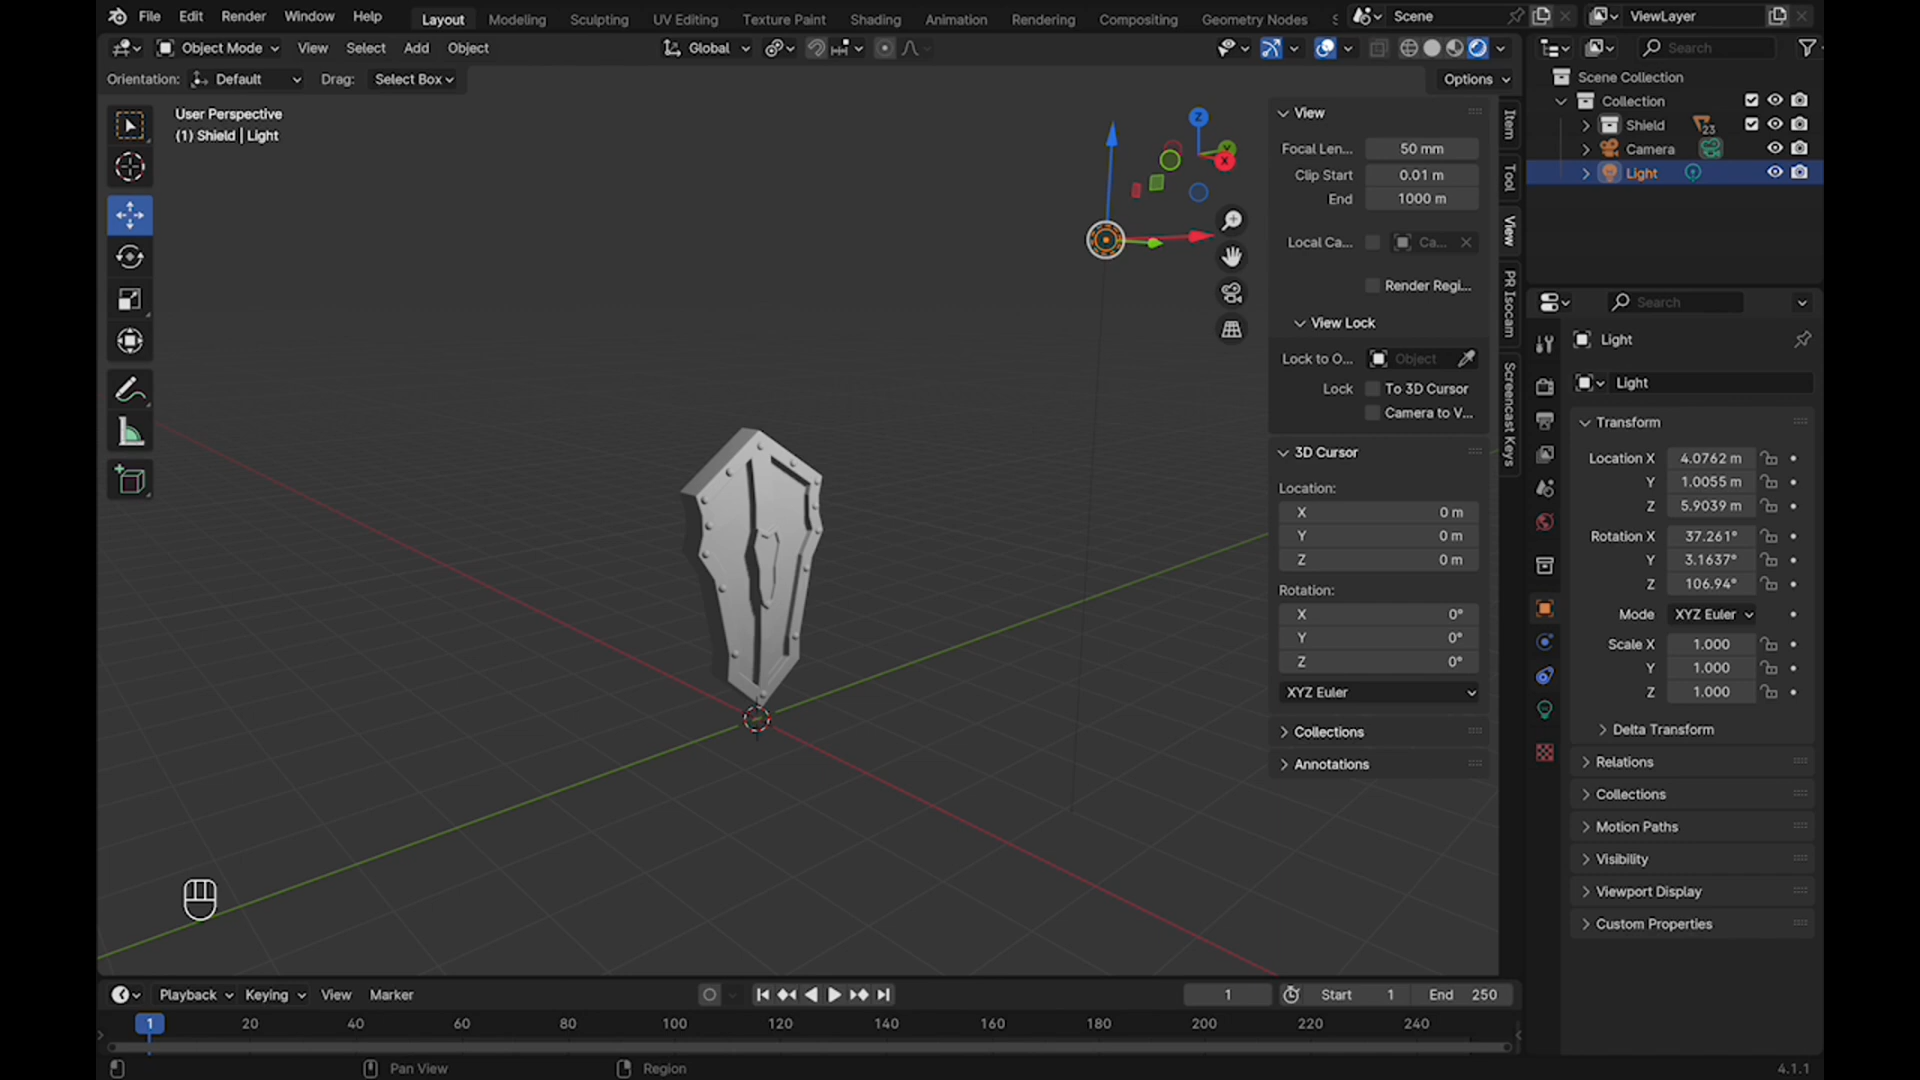 File Edit Render Window Help Layout Modeling Sculpting UV Editing Texture Paint Shading Animation Rendering Compositing Geometry Nodes Scene ViewLayer
Object Mode View Select Add Object Global Search
Orientation: Default Drag: Select Box Options
User Perspective
(1) Shield | Light
Z
Y
X
View
Focal Len... 50 mm
Clip Start 0.01 m
End 1000 m
Local Ca... Ca...
Render Regi...
View Lock
Lock to O... Object
Lock To 3D Cursor
Camera to V...
3D Cursor
Location:
X 0 m
Y 0 m
Z 0 m
Rotation:
X 0°
Y 0°
Z 0°
XYZ Euler
Collections
Annotations
Item
Tool
View
PR Isocam
Screencast Keys
Scene Collection
Collection
Shield 23
Camera
Light
Search
Light
Light
Transform
Location X 4.0762 m
Y 1.0055 m
Z 5.9039 m
Rotation X 37.261°
Y 3.1637°
Z 106.94°
Mode XYZ Euler
Scale X 1.000
Y 1.000
Z 1.000
Delta Transform
Relations
Collections
Motion Paths
Visibility
Viewport Display
Custom Properties
Playback Keying View Marker 1 Start 1 End 250
1 20 40 60 80 100 120 140 160 180 200 220 240
Pan View Region 4.1.1